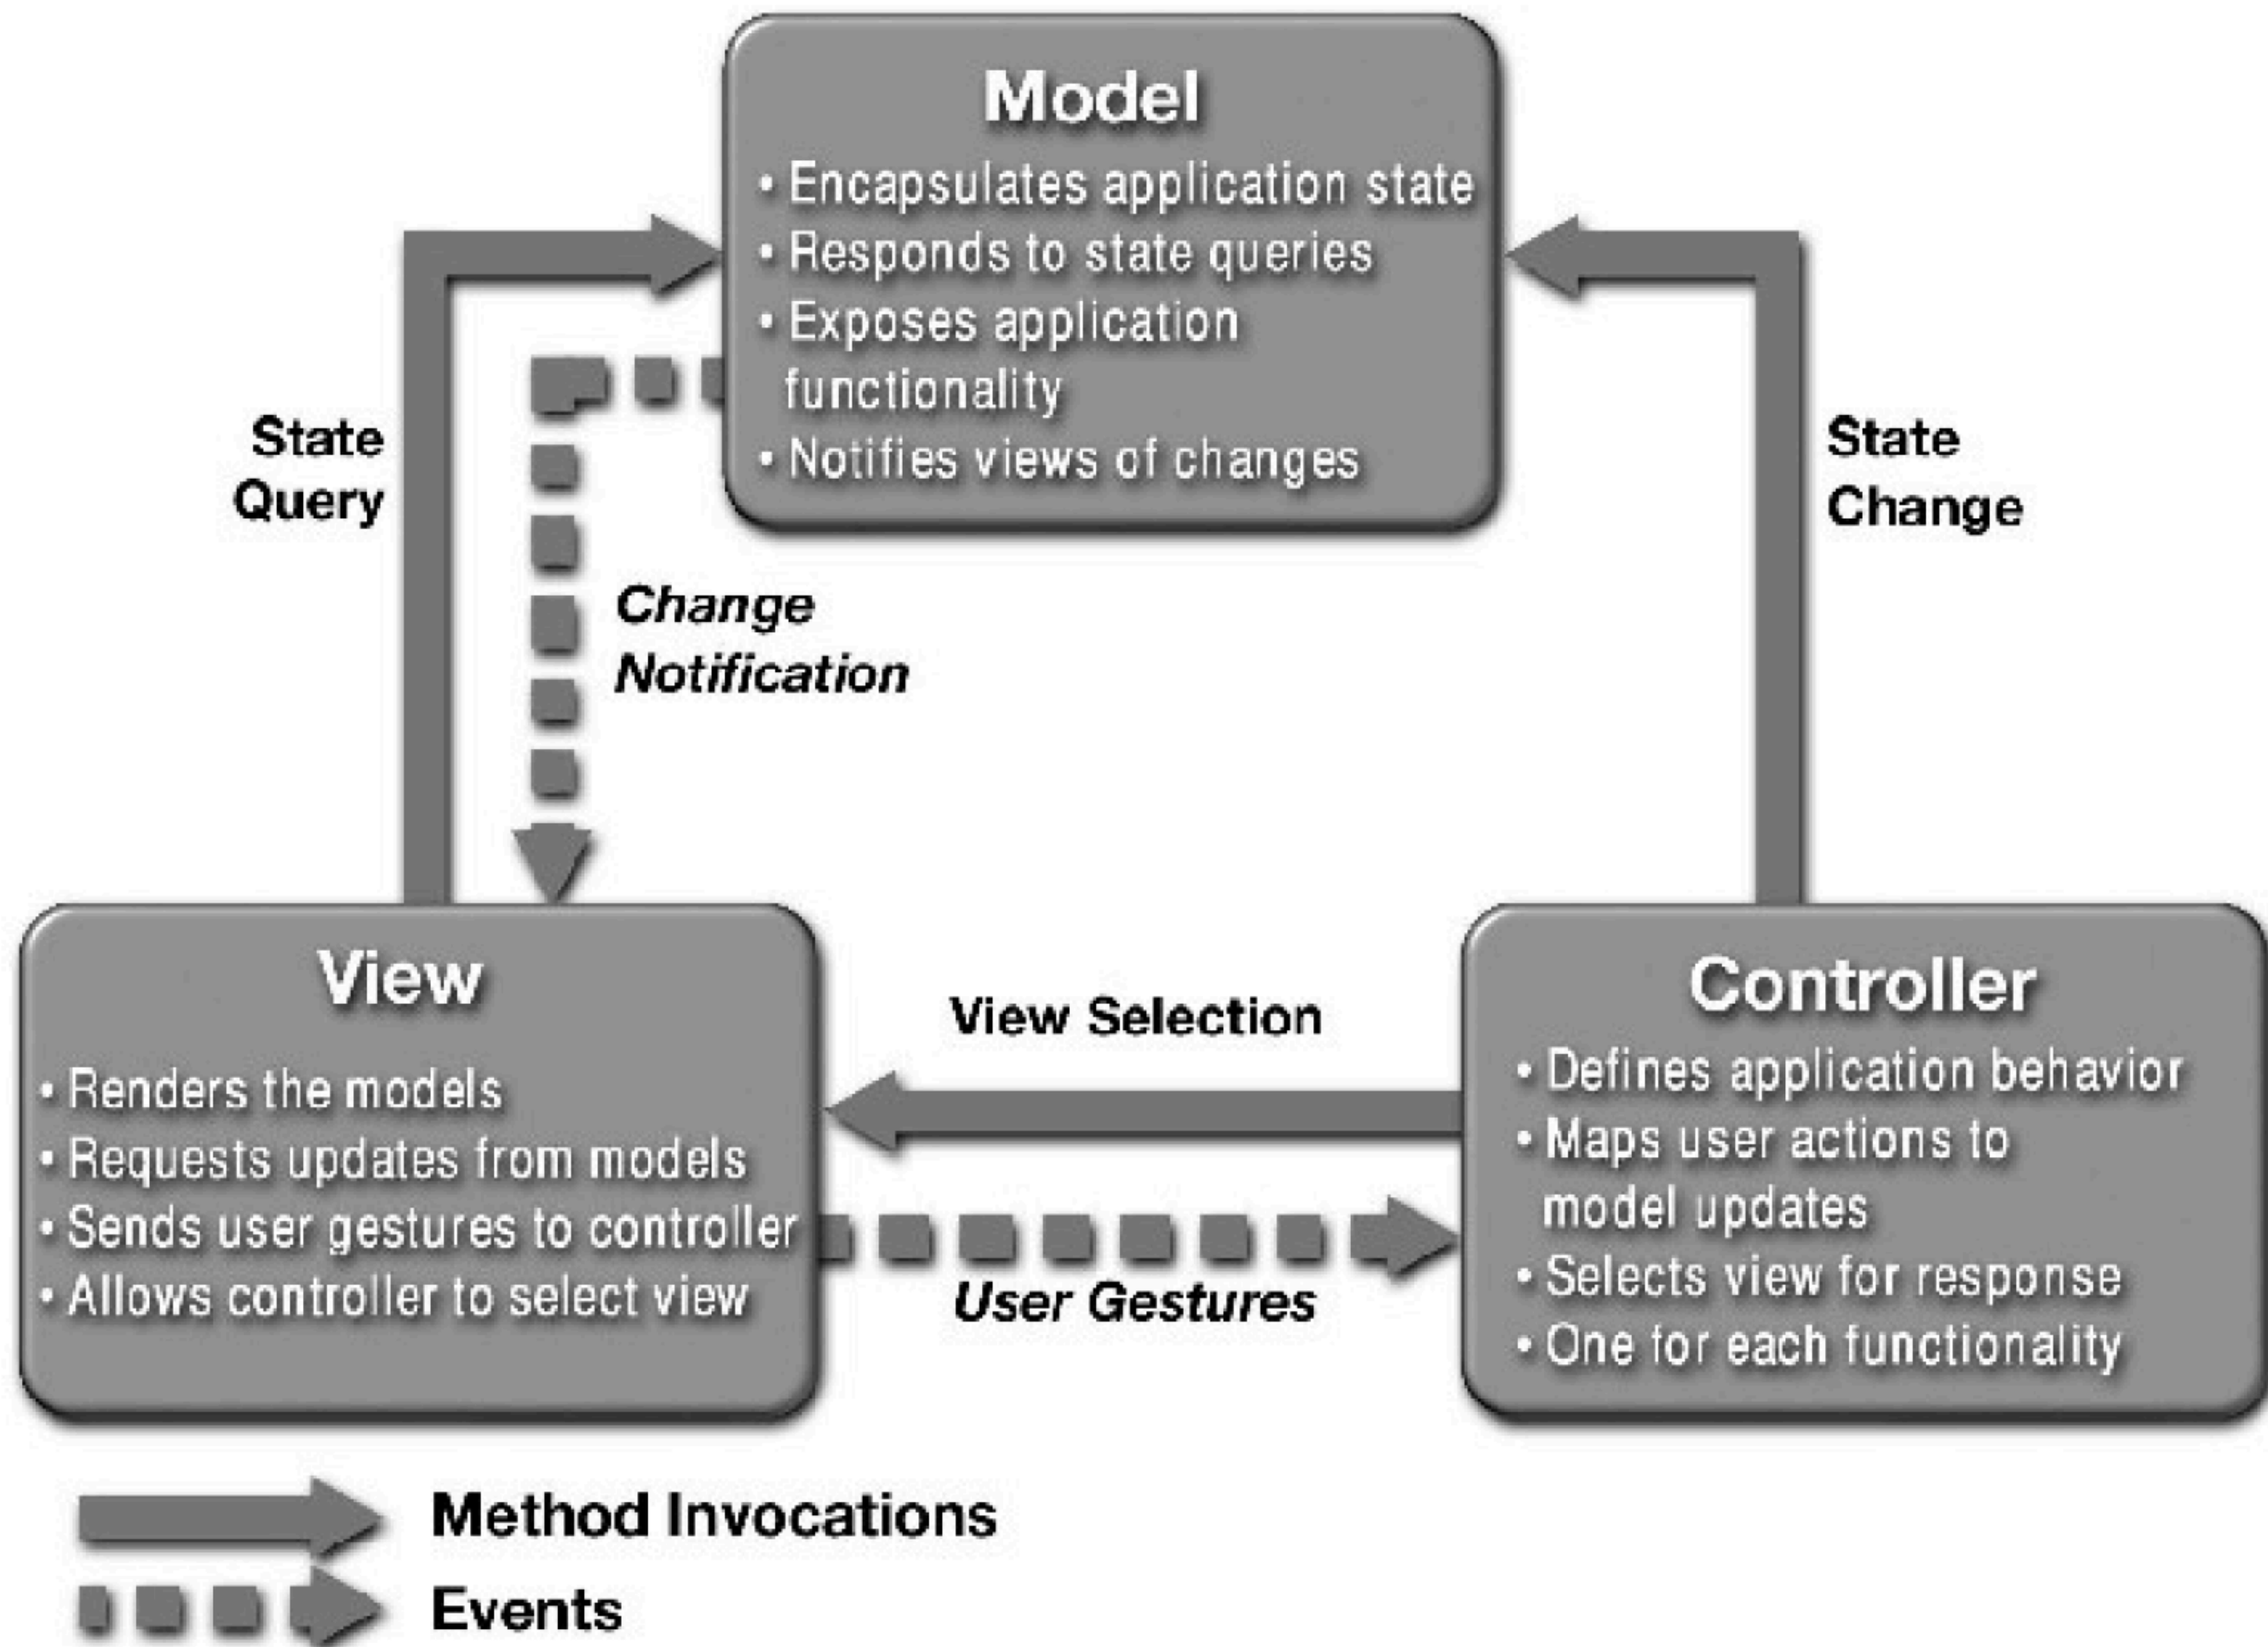 Model
• Encapsulates application state
• Responds to state queries
• Exposes application
functionality
• Notifies views of changes
State
Query
Change
Notification
State
Change
View
• Renders the models
• Requests updates from models
• Sends user gestures to controller
• Allows controller to select view
View Selection
User Gestures
Controller
• Defines application behavior
• Maps user actions to
model updates
• Selects view for response
• One for each functionality
Method Invocations
Events